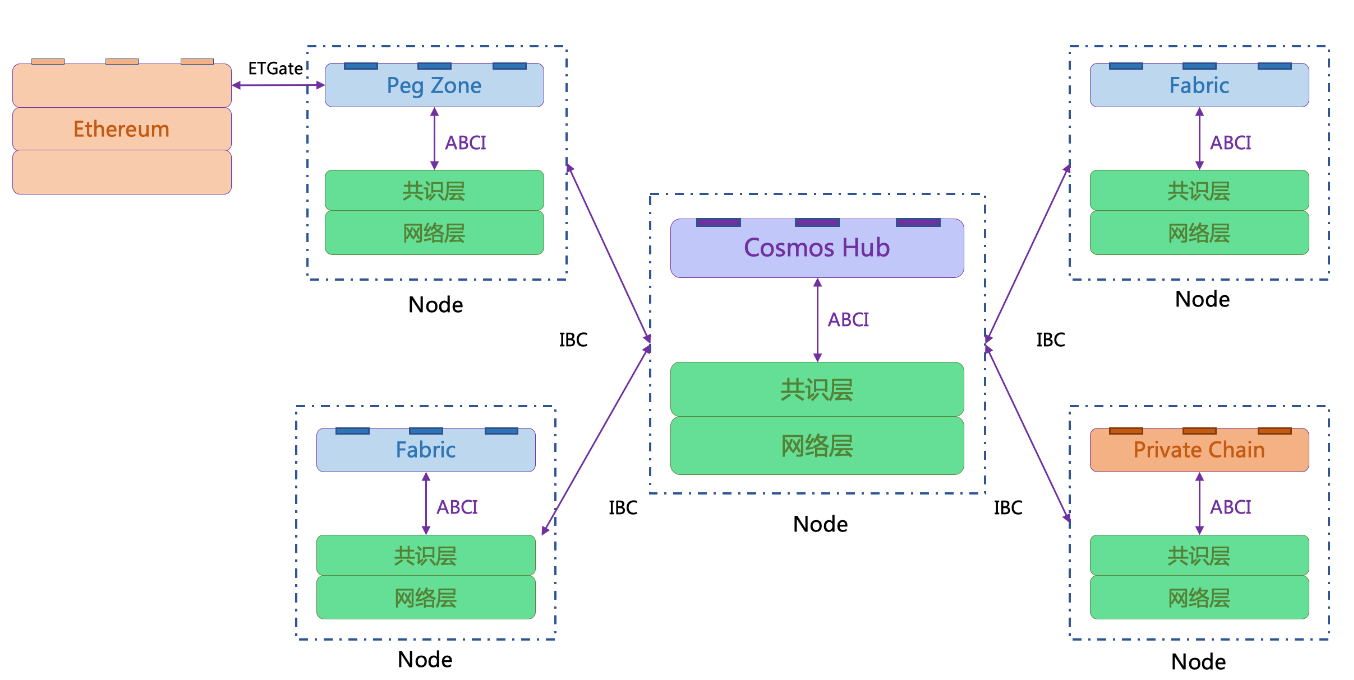 ETGate
Ethereum
Peg Zone
ABCI
共识层
网络层
Node
Fabric
ABCI
共识层
网络层
Node
Cosmos Hub
ABCI
共识层
网络层
Node
IBC
IBC
IBC
IBC
Fabric
ABCI
共识层
网络层
Node
Private Chain
ABCI
共识层
网络层
Node